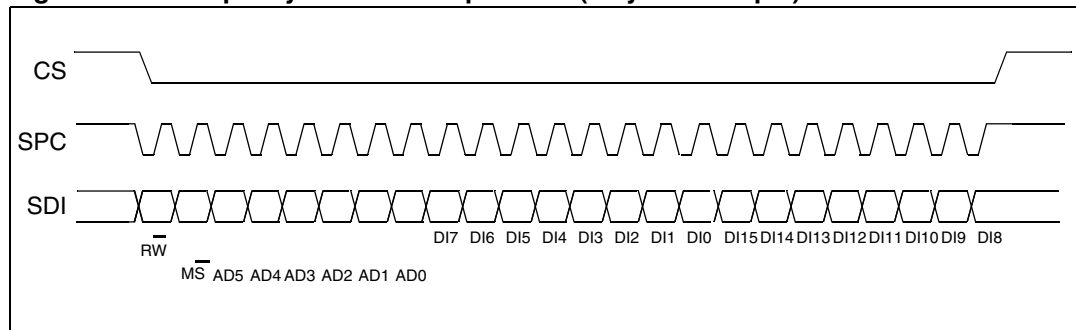 CS
SPC
SDI
DI7 DI6 DI5 DI4 DI3 DI2 DI1 DI0 DI15 DI14 DI13 DI12 DI11 DI10 DI9 DI8
RW̅
MS̅ AD5 AD4 AD3 AD2 AD1 AD0